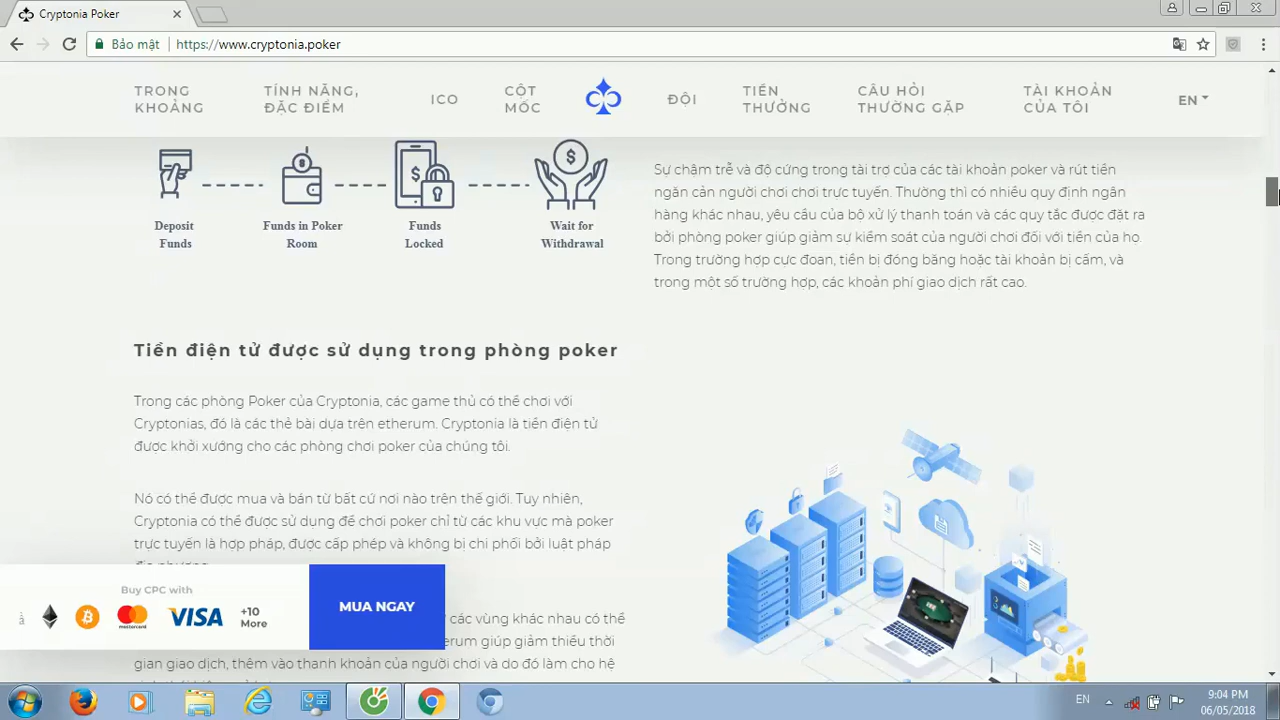 Cryptonia Poker
Bảo mật
https://www.cryptonia.poker
TRONG
KHOẢNG
TÍNH NĂNG,
ĐẶC ĐIỂM
ICO
CỘT
MỐC
ĐỘI
TIỀN
THƯỞNG
CÂU HỎI
THƯỜNG GẶP
TÀI KHOẢN
CỦA TÔI
EN
Deposit
Funds
Funds in Poker
Room
Funds
Locked
Wait for
Withdrawal
Sự chậm trễ và độ cứng trong tài trợ của các tài khoản poker và rút tiền
ngăn cản người chơi chơi trực tuyến. Thường thì có nhiều quy định ngân
hàng khác nhau, yêu cầu của bộ xử lý thanh toán và các quy tắc được đặt ra
bởi phòng poker giúp giảm sự kiểm soát của người chơi đối với tiền của họ.
Trong trường hợp cực đoan, tiền bị đóng băng hoặc tài khoản bị cấm, và
trong một số trường hợp, các khoản phí giao dịch rất cao.
Tiền điện tử được sử dụng trong phòng poker
Trong các phòng Poker của Cryptonia, các game thủ có thể chơi với
Cryptonias, đó là các thẻ bài dựa trên etherum. Cryptonia là tiền điện tử
được khởi xướng cho các phòng chơi poker của chúng tôi.
Nó có thể được mua và bán từ bất cứ nơi nào trên thế giới. Tuy nhiên,
Cryptonia có thể được sử dụng để chơi poker chỉ từ các khu vực mà poker
trực tuyến là hợp pháp, được cấp phép và không bị chi phối bởi luật pháp
các vùng khác nhau có thể
erum giúp giảm thiểu thời
gian giao dịch, thêm vào thanh khoản của người chơi và do đó làm cho hệ
Buy CPC with
à
mastercard
VISA
+10
More
MUA NGAY
EN
9:04 PM
06/05/2018